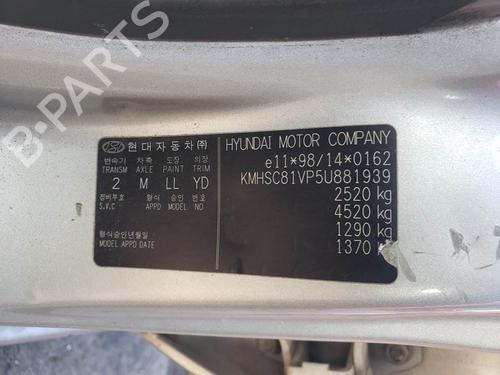 B-PARTS
현대자동차㈜
변속기 차축 도장 의장
TRANSM AXLE PAINT TRIM
2 M LL YD
정비부호 형식 승인 번호
S.V.C APPD MODEL NO
형식승인년월일
MODEL APPD DATE
HYUNDAI MOTOR COMPANY
e11*98/14*0162
KMHSC81VP5U881939
2520 kg
4520 kg
1290 kg
1370 kg